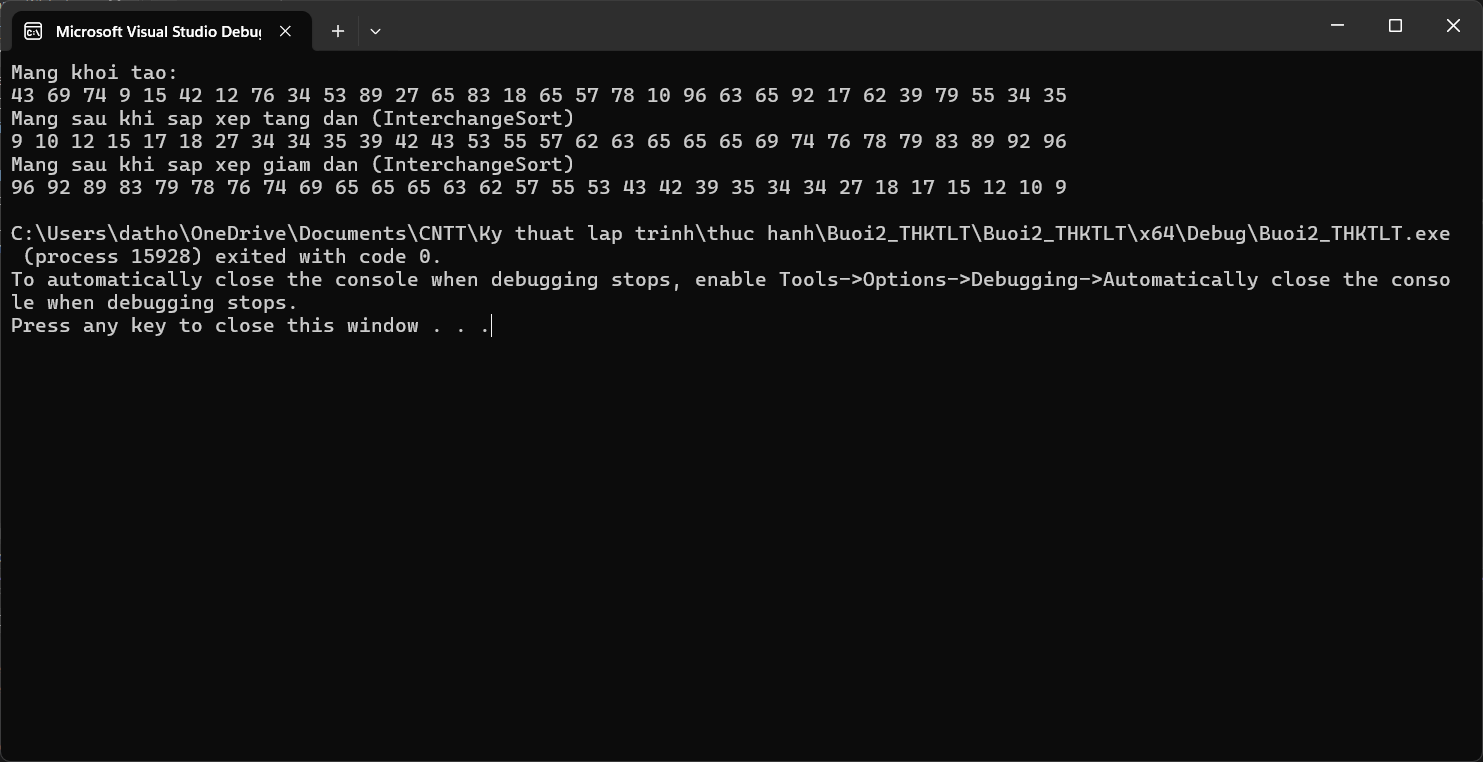 Microsoft Visual Studio Debu
Mang khoi tao:
43 69 74 9 15 42 12 76 34 53 89 27 65 83 18 65 57 78 10 96 63 65 92 17 62 39 79 55 34 35
Mang sau khi sap xep tang dan (InterchangeSort)
9 10 12 15 17 18 27 34 34 35 39 42 43 53 55 57 62 63 65 65 65 69 74 76 78 79 83 89 92 96
Mang sau khi sap xep giam dan (InterchangeSort)
96 92 89 83 79 78 76 74 69 65 65 65 63 62 57 55 53 43 42 39 35 34 34 27 18 17 15 12 10 9
C:\Users\datho\OneDrive\Documents\CNTT\Ky thuat lap trinh\thuc hanh\Buoi2_THKTLT\Buoi2_THKTLT\x64\Debug\Buoi2_THKTLT.exe
(process 15928) exited with code 0.
To automatically close the console when debugging stops, enable Tools->Options->Debugging->Automatically close the conso
le when debugging stops.
Press any key to close this window . . .